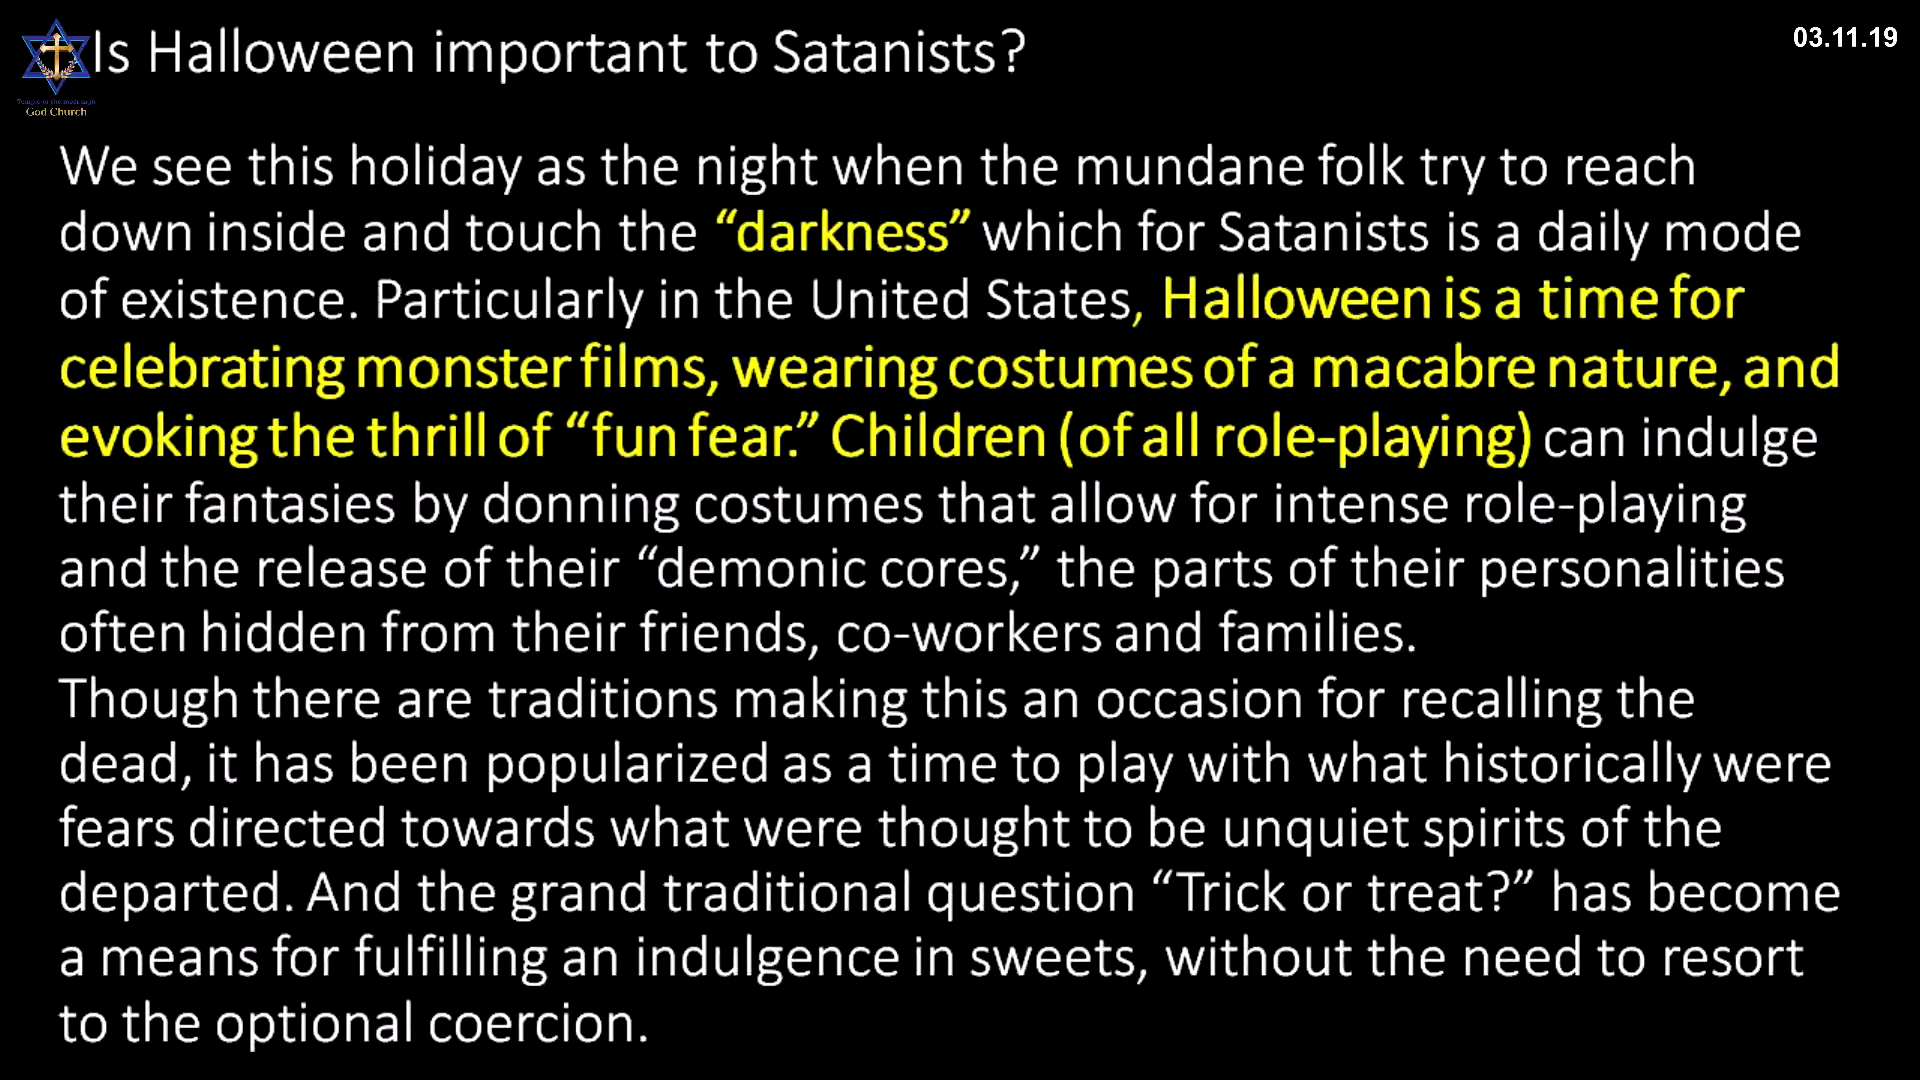 Is Halloween important to Satanists?
03.11.19
Temple of the most high
God Church
We see this holiday as the night when the mundane folk try to reach
down inside and touch the “darkness” which for Satanists is a daily mode
of existence. Particularly in the United States, Halloween is a time for
celebrating monster films, wearing costumes of a macabre nature, and
evoking the thrill of “fun fear.” Children (of all role-playing) can indulge
their fantasies by donning costumes that allow for intense role-playing
and the release of their “demonic cores,” the parts of their personalities
often hidden from their friends, co-workers and families.
Though there are traditions making this an occasion for recalling the
dead, it has been popularized as a time to play with what historically were
fears directed towards what were thought to be unquiet spirits of the
departed. And the grand traditional question “Trick or treat?” has become
a means for fulfilling an indulgence in sweets, without the need to resort
to the optional coercion.